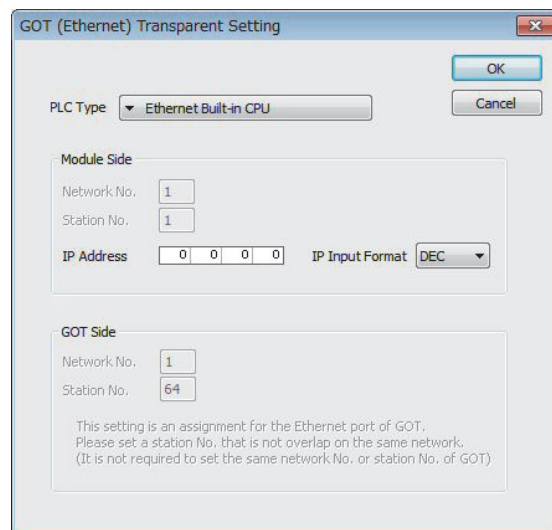 GOT (Ethernet) Transparent Setting
OK
PLC Type Ethernet Built-in CPU Cancel
Module Side
Network No. 1
Station No. 1
IP Address 0 0 0 0 IP Input Format DEC
GOT Side
Network No. 1
Station No. 64
This setting is an assignment for the Ethernet port of GOT.
Please set a station No. that is not overlap on the same network.
(It is not required to set the same network No. or station No. of GOT)